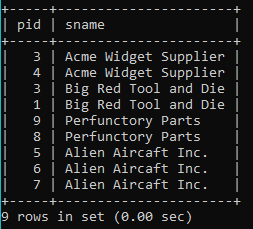 +-----+-----------------------+
| pid | sname                 |
+-----+-----------------------+
|   3 | Acme Widget Supplier  |
|   4 | Acme Widget Supplier  |
|   3 | Big Red Tool and Die  |
|   1 | Big Red Tool and Die  |
|   9 | Perfunctory Parts     |
|   8 | Perfunctory Parts     |
|   5 | Alien Aircaft Inc.    |
|   6 | Alien Aircaft Inc.    |
|   7 | Alien Aircaft Inc.    |
+-----+-----------------------+
9 rows in set (0.00 sec)